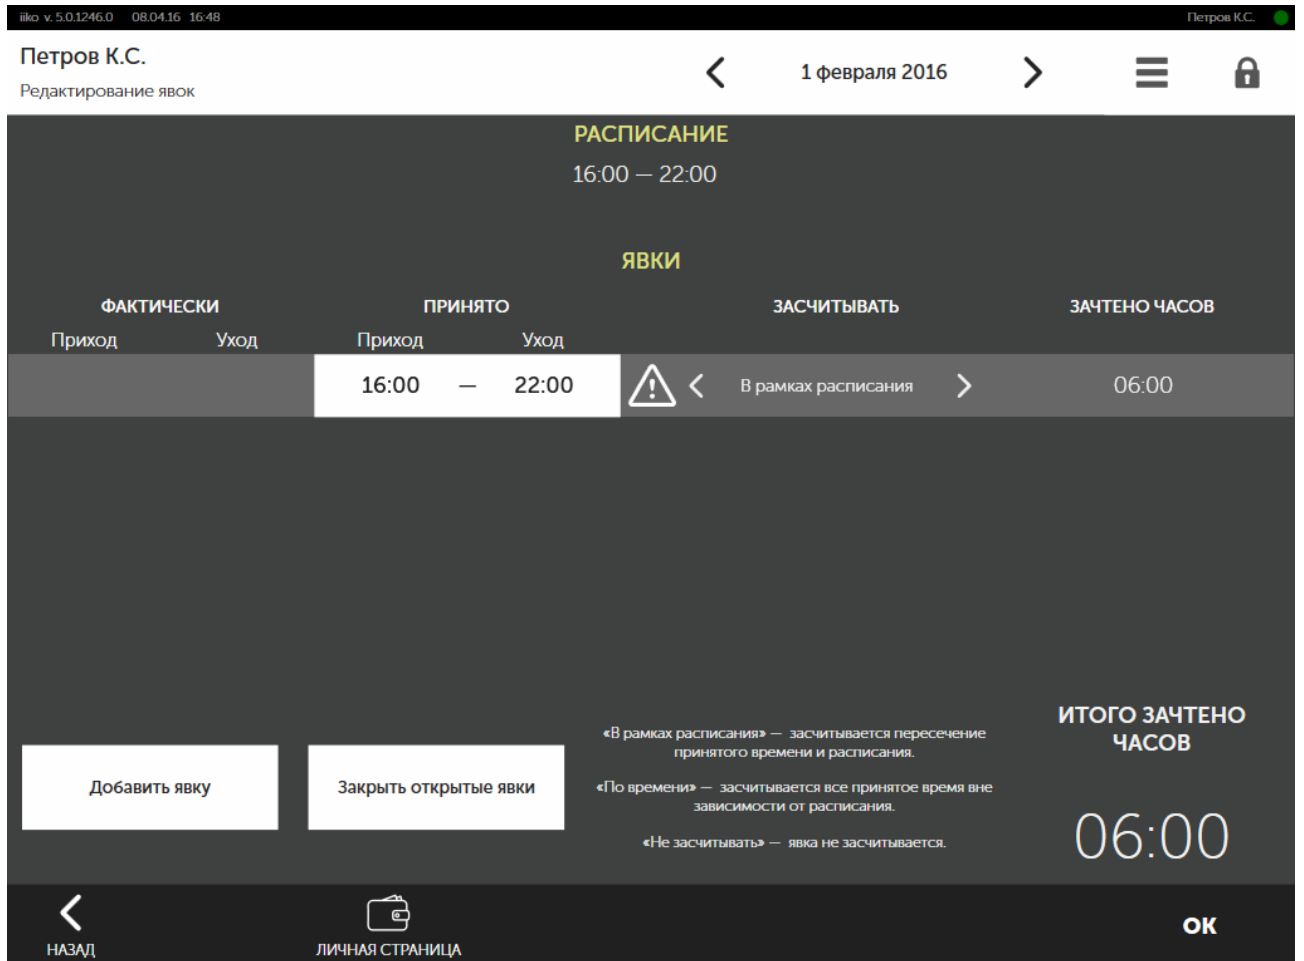 iiko v. 5.0.1246.0 08.04.16 16:48 Петров К.С.
Петров К.С.
Редактирование явок
1 февраля 2016
РАСПИСАНИЕ
16:00 — 22:00
ЯВКИ
ФАКТИЧЕСКИ ПРИНЯТО ЗАСЧИТЫВАТЬ ЗАЧТЕНО ЧАСОВ
Приход Уход Приход Уход
16:00 — 22:00 В рамках расписания 06:00
«В рамках расписания» — засчитывается пересечение
принятого времени и расписания.
«По времени» — засчитывается все принятое время вне
зависимости от расписания.
«Не засчитывать» — явка не засчитывается.
ИТОГО ЗАЧТЕНО
ЧАСОВ
06:00
Добавить явку
Закрыть открытые явки
НАЗАД
ЛИЧНАЯ СТРАНИЦА
ОК